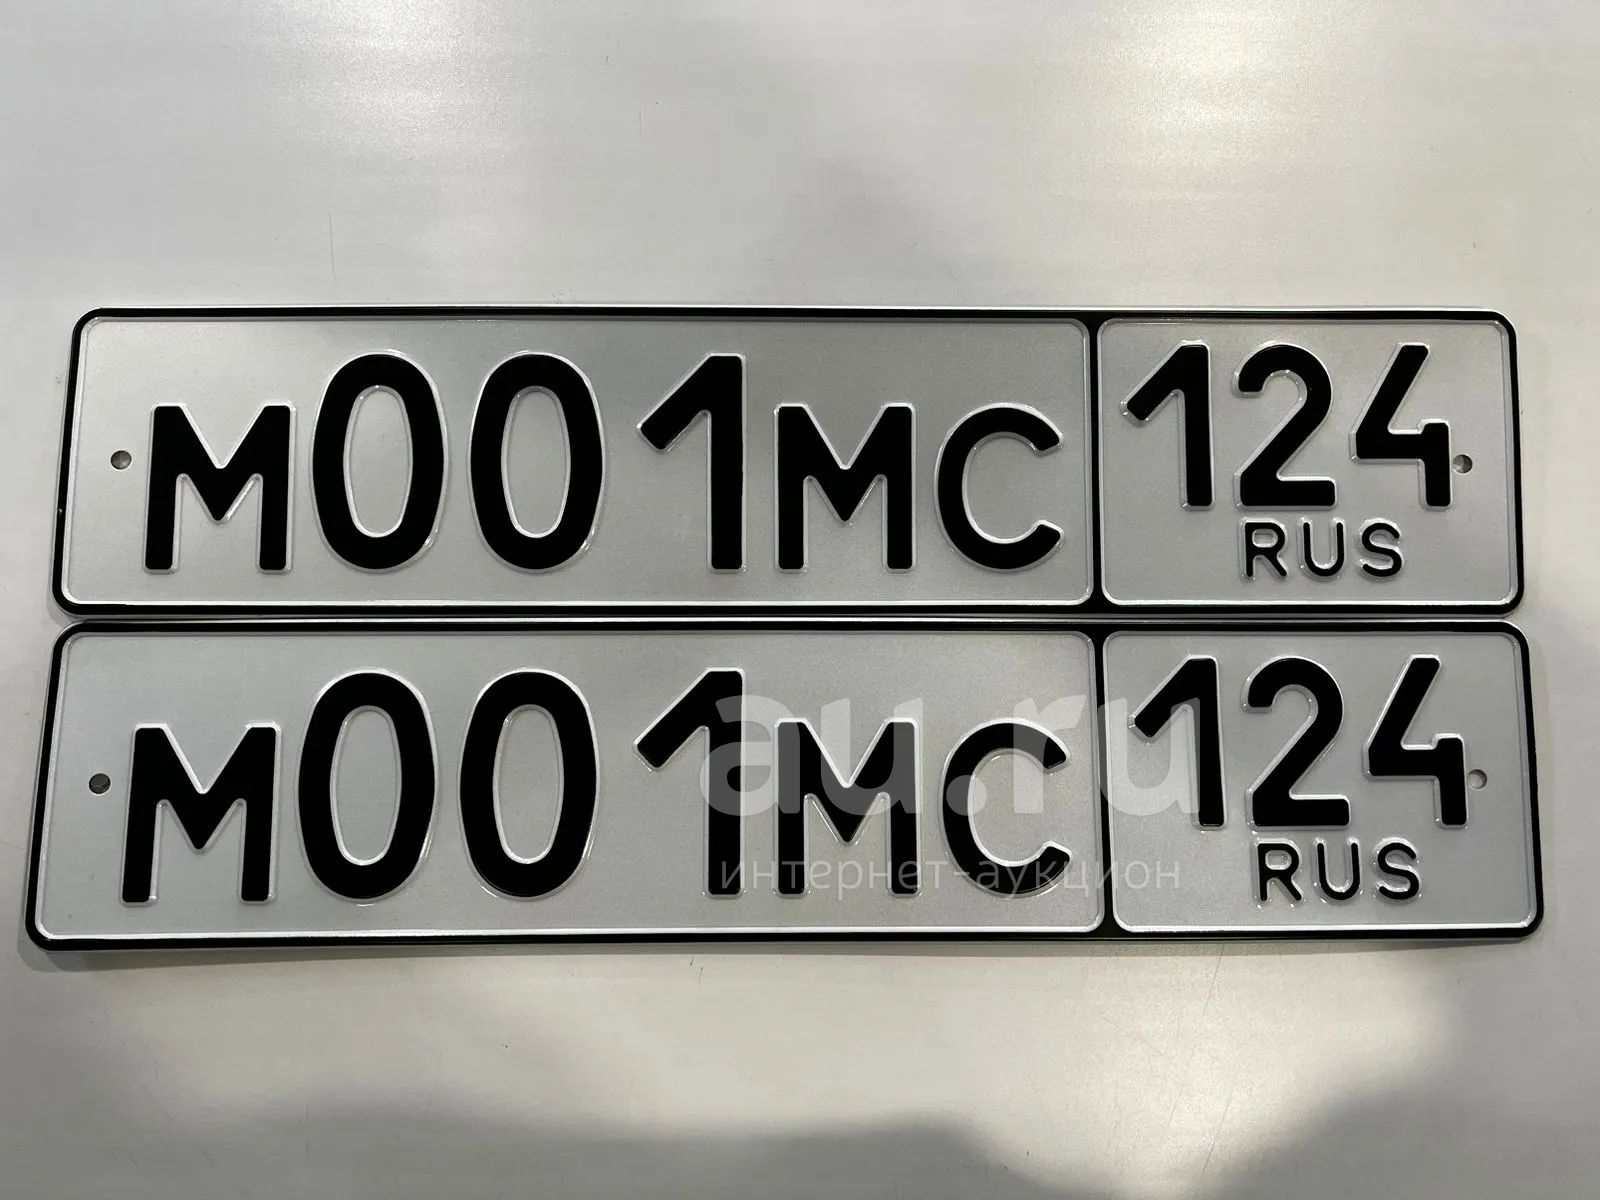 М001МС 124
RUS
М001МС 124
RUS
au.ru
интернет-аукцион